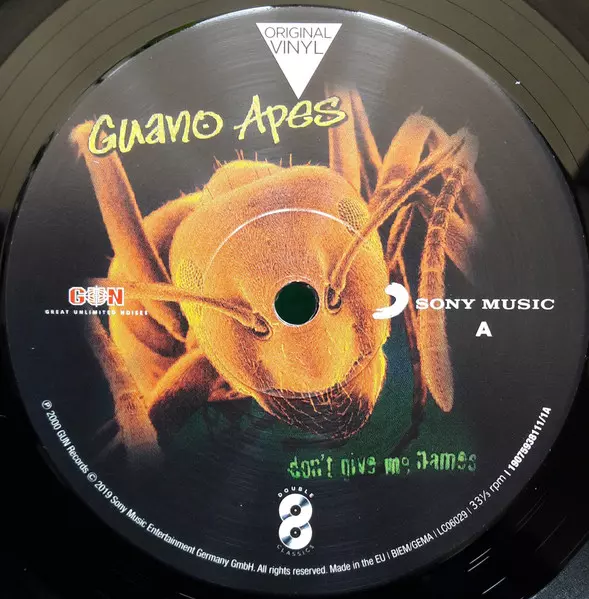 ORIGINAL
VINYL
Guano Apes
GUN
GREAT UNLIMITED NOISES
SONY MUSIC
A
don't give me names
DOUBLE
CLASSICS
℗ 2000 GUN Records © 2019 Sony Music Entertainment Germany GmbH. All rights reserved. Made in the EU | BIEM/GEMA | LC06029 | 33⅓ rpm | 19075938111/1A